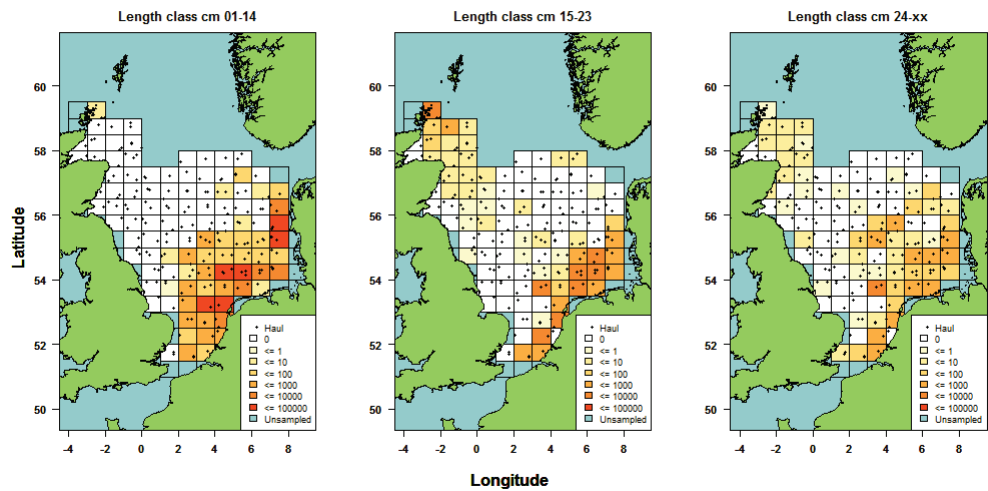 Length class cm 01-14
Length class cm 15-23
Length class cm 24-xx
Latitude
60
58
56
54
52
50
-4 -2 0 2 4 6 8
Haul
0
<= 1
<= 10
<= 100
<= 1000
<= 10000
<= 100000
Unsampled
60
58
56
54
52
50
-4 -2 0 2 4 6 8
Haul
0
<= 1
<= 10
<= 100
<= 1000
<= 10000
<= 100000
Unsampled
60
58
56
54
52
50
-4 -2 0 2 4 6 8
Haul
0
<= 1
<= 10
<= 100
<= 1000
<= 10000
<= 100000
Unsampled
Longitude